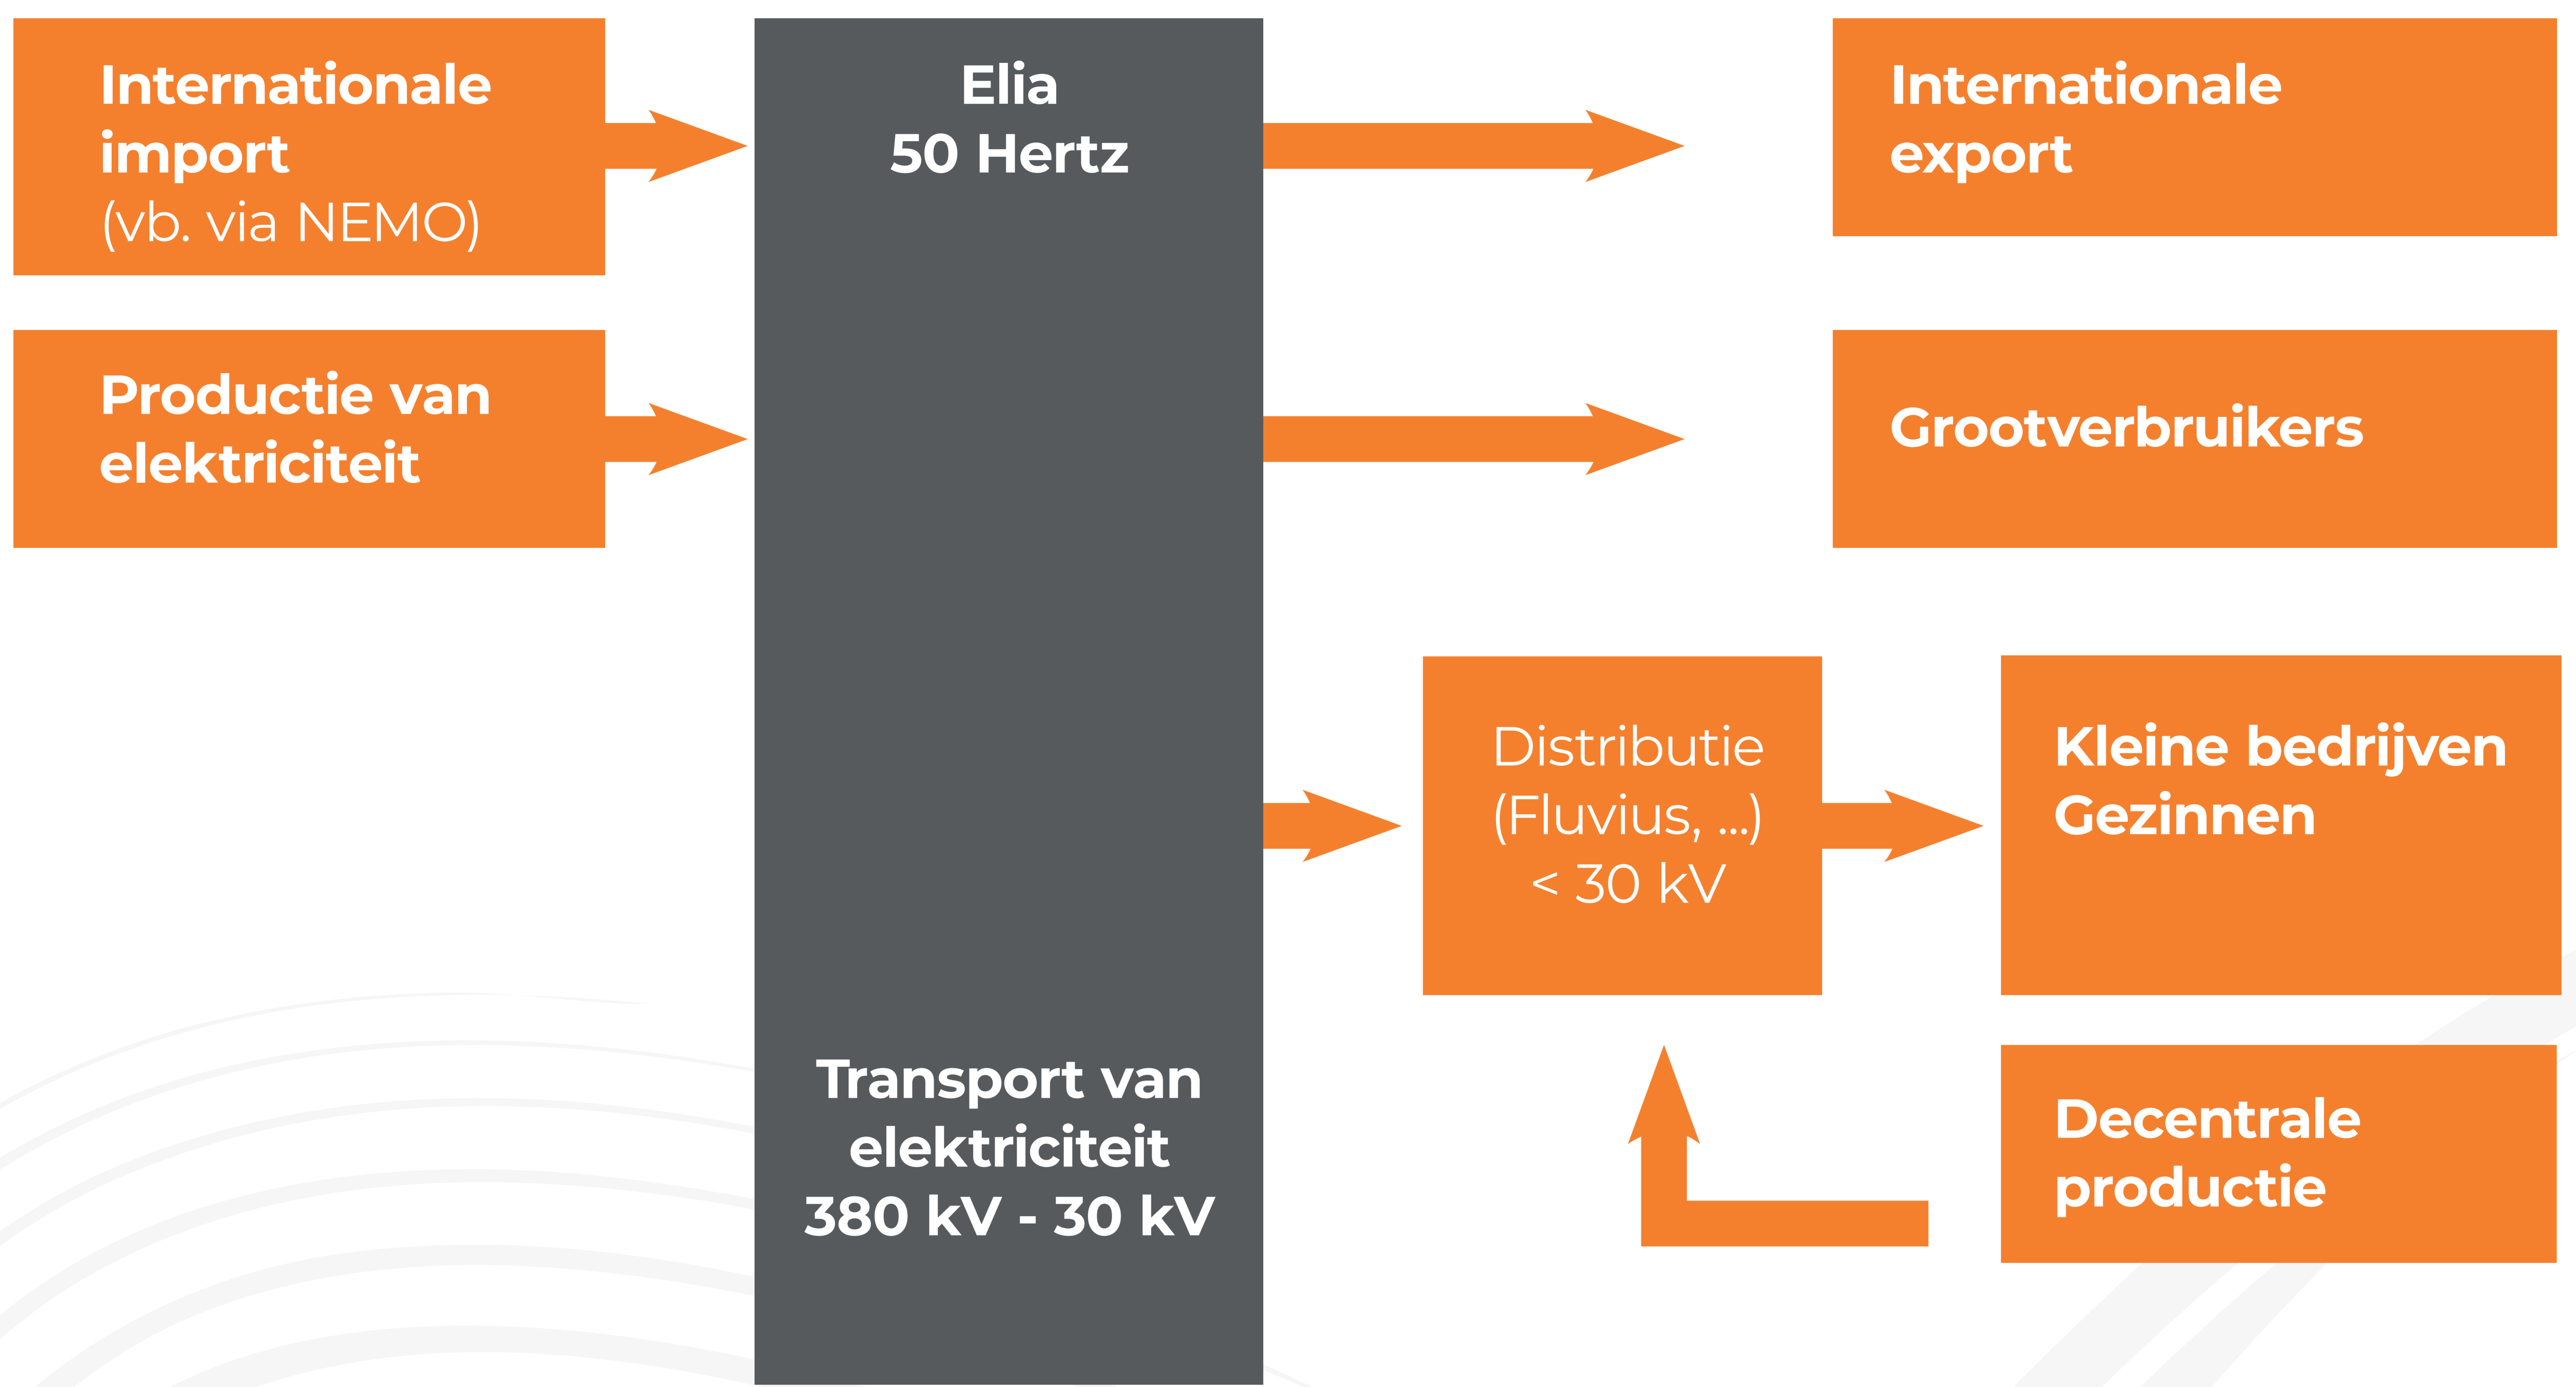 Internationale
import
(vb. via NEMO)
Elia
50 Hertz
Internationale
export
Productie van
elektriciteit
Grootverbruikers
Distributie
(Fluvius, ...)
< 30 kV
Kleine bedrijven
Gezinnen
Transport van
elektriciteit
380 kV - 30 kV
Decentrale
productie